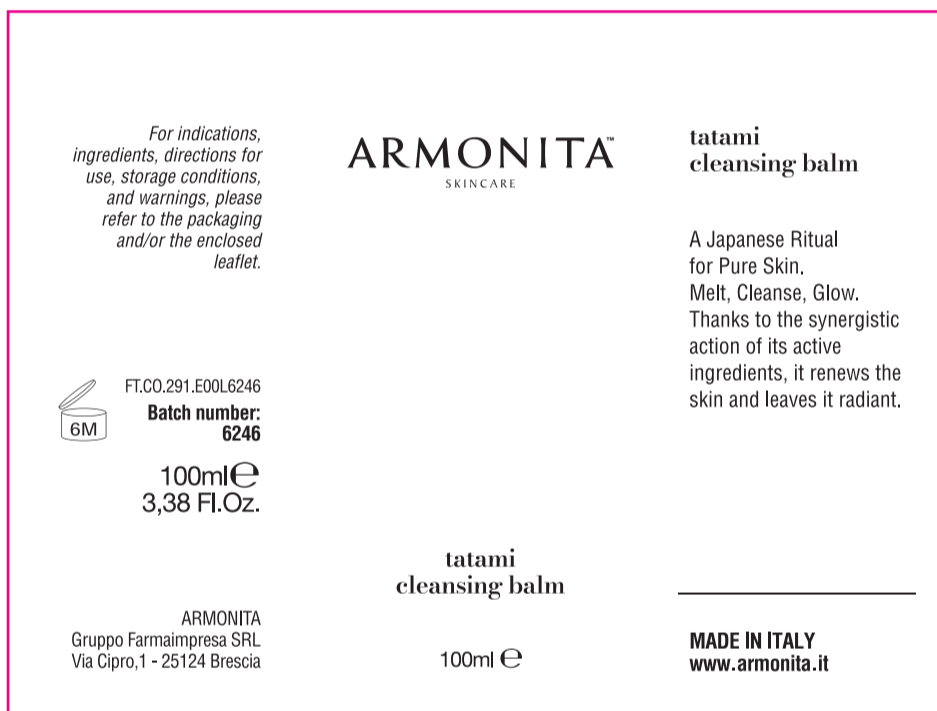 For indications,
ingredients, directions for
use, storage conditions,
and warnings, please
refer to the packaging
and/or the enclosed
leaflet.
FT.CO.291.E00L6246
6M
Batch number:
6246
100ml℮
3,38 Fl.Oz.
ARMONITA
Gruppo Farmaimpresa SRL
Via Cipro,1 - 25124 Brescia
ARMONITA™
SKINCARE
tatami
cleansing balm
100ml ℮
tatami
cleansing balm
A Japanese Ritual
for Pure Skin.
Melt, Cleanse, Glow.
Thanks to the synergistic
action of its active
ingredients, it renews the
skin and leaves it radiant.
MADE IN ITALY
www.armonita.it